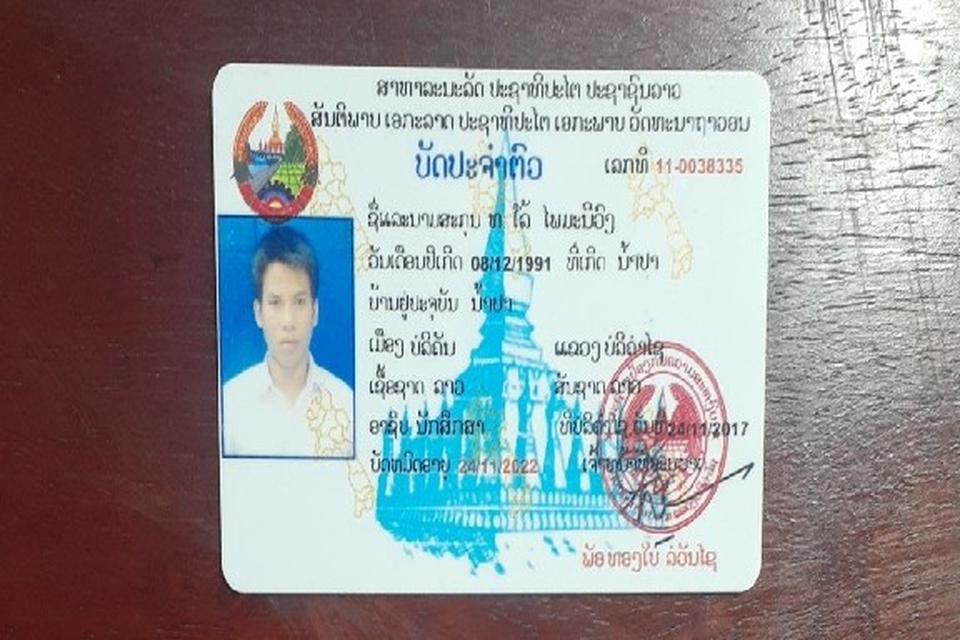 ສາທາລະນະລັດ ປະຊາທິປະໄຕ ປະຊາຊົນລາວ
ສັນຕິພາບ ເອກະລາດ ປະຊາທິປະໄຕ ເອກະພາບ ວັດທະນາຖາວອນ
ບັດປະຈຳຕົວ ເລກທີ 11-0038335
ຊື່ແລະນາມສະກຸນ ທ ໄລ້ ໄພມະນີວົງ
ວັນເດືອນປີເກີດ 08/12/1991 ທີ່ເກີດ ນ້ຳປາ
ບ້ານຢູ່ປະຈຸບັນ ນ້ຳປາ
ເມືອງ ບໍລິຄັນ ແຂວງ ບໍລິຄຳໄຊ
ເຊື້ອຊາດ ລາວ ສັນຊາດ ລາວ
ອາຊີບ ນັກສຶກສາ ທີ່ບໍລິຄຳໄຊ ວັນທີ 24/11/2017
ບັດຫມົດອາຍຸ 24/11/2022
ພັອ ທອງໃບ ລໍວັນໄຊ